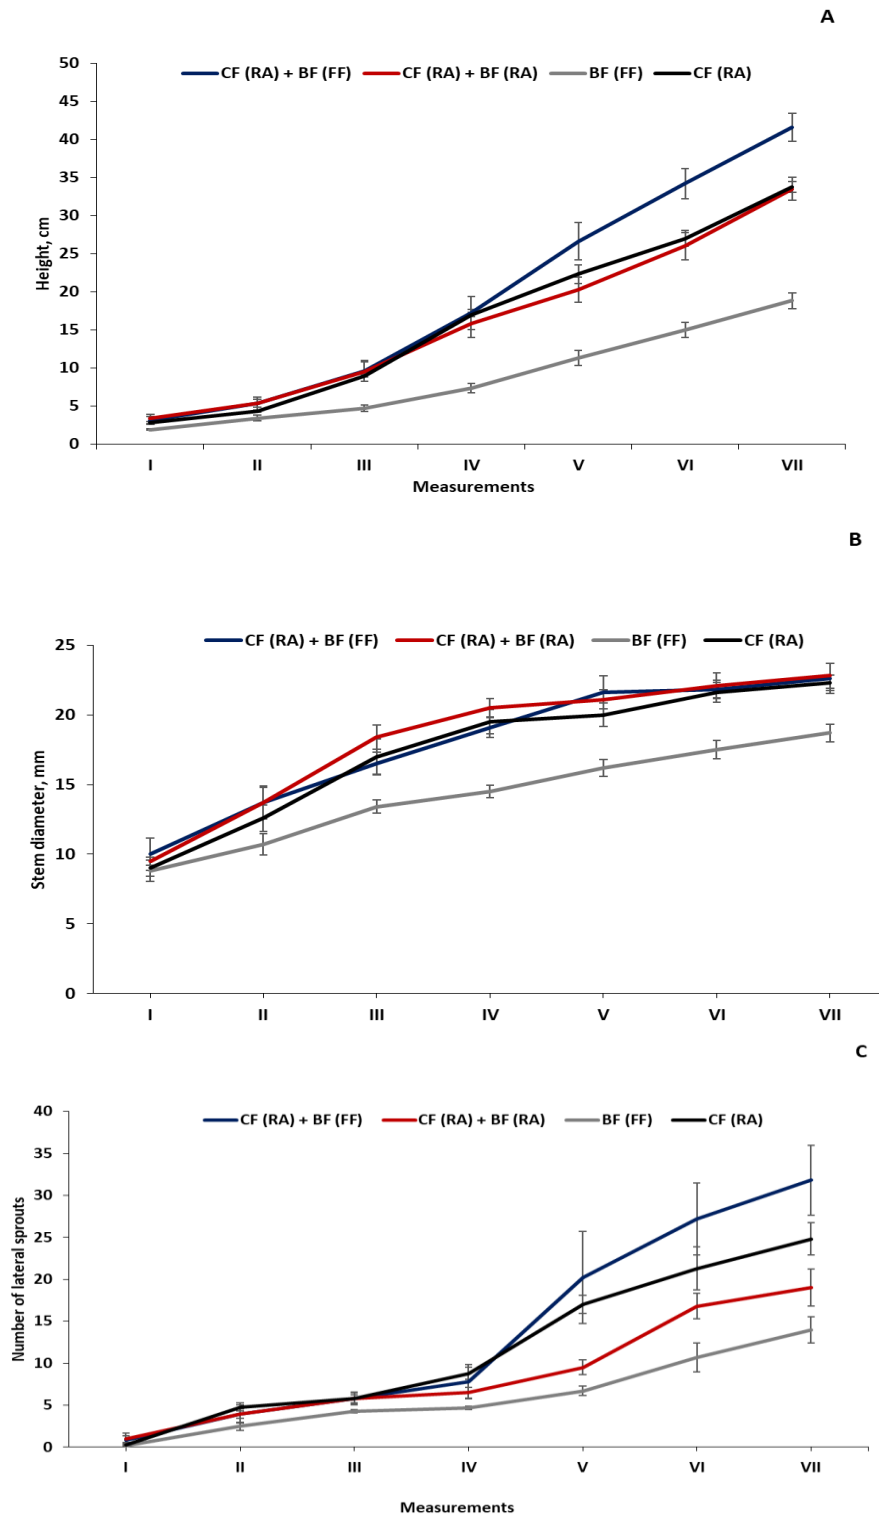 A
CF (RA) + BF (FF) CF (RA) + BF (RA) BF (FF) CF (RA)
50
45
40
35
30
25
20
15
10
5
0
Height, cm
I II III IV V VI VII
Measurements
B
CF (RA) + BF (FF) CF (RA) + BF (RA) BF (FF) CF (RA)
25
20
15
10
5
0
Stem diameter, mm
I II III IV V VI VII
C
CF (RA) + BF (FF) CF (RA) + BF (RA) BF (FF) CF (RA)
40
35
30
25
20
15
10
5
0
Number of lateral sprouts
I II III IV V VI VII
Measurements